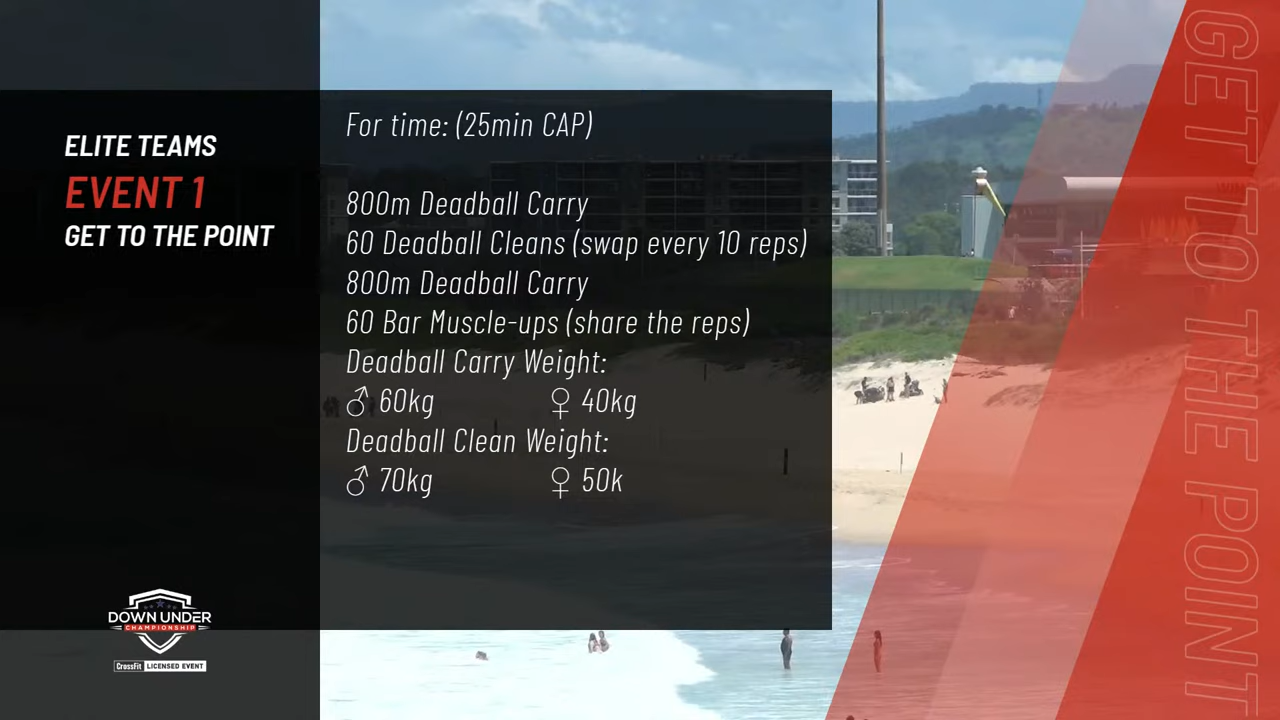 ELITE TEAMS
EVENT 1
GET TO THE POINT
For time: (25min CAP)
800m Deadball Carry
60 Deadball Cleans (swap every 10 reps)
800m Deadball Carry
60 Bar Muscle-ups (share the reps)
Deadball Carry Weight:
♂ 60kg ♀ 40kg
Deadball Clean Weight:
♂ 70kg ♀ 50k
DOWN UNDER
CHAMPIONSHIP
CrossFit LICENSED EVENT
GET TO THE POINT